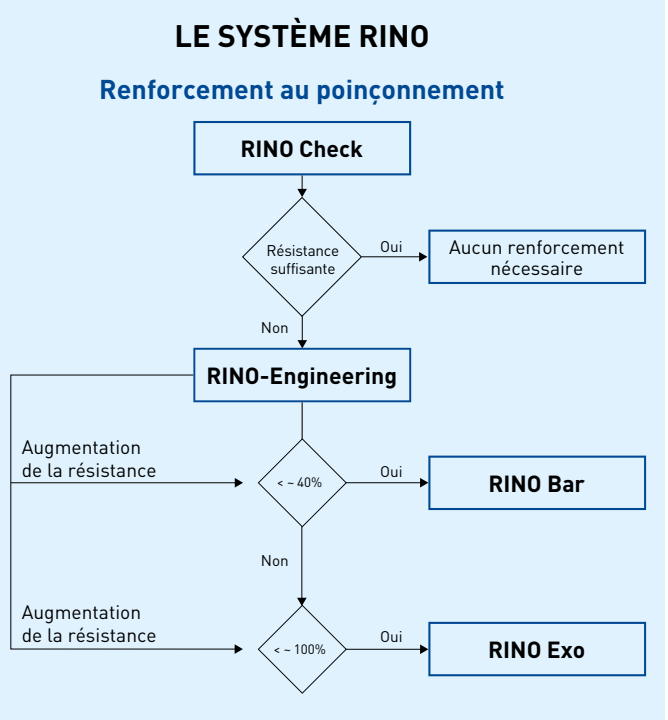 LE SYSTÈME RINO
Renforcement au poinçonnement
RINO Check
Résistance
suffisante
Oui
Aucun renforcement
nécessaire
Non
RINO-Engineering
Augmentation
de la résistance
< ~ 40%
Oui
RINO Bar
Non
Augmentation
de la résistance
< ~ 100%
Oui
RINO Exo